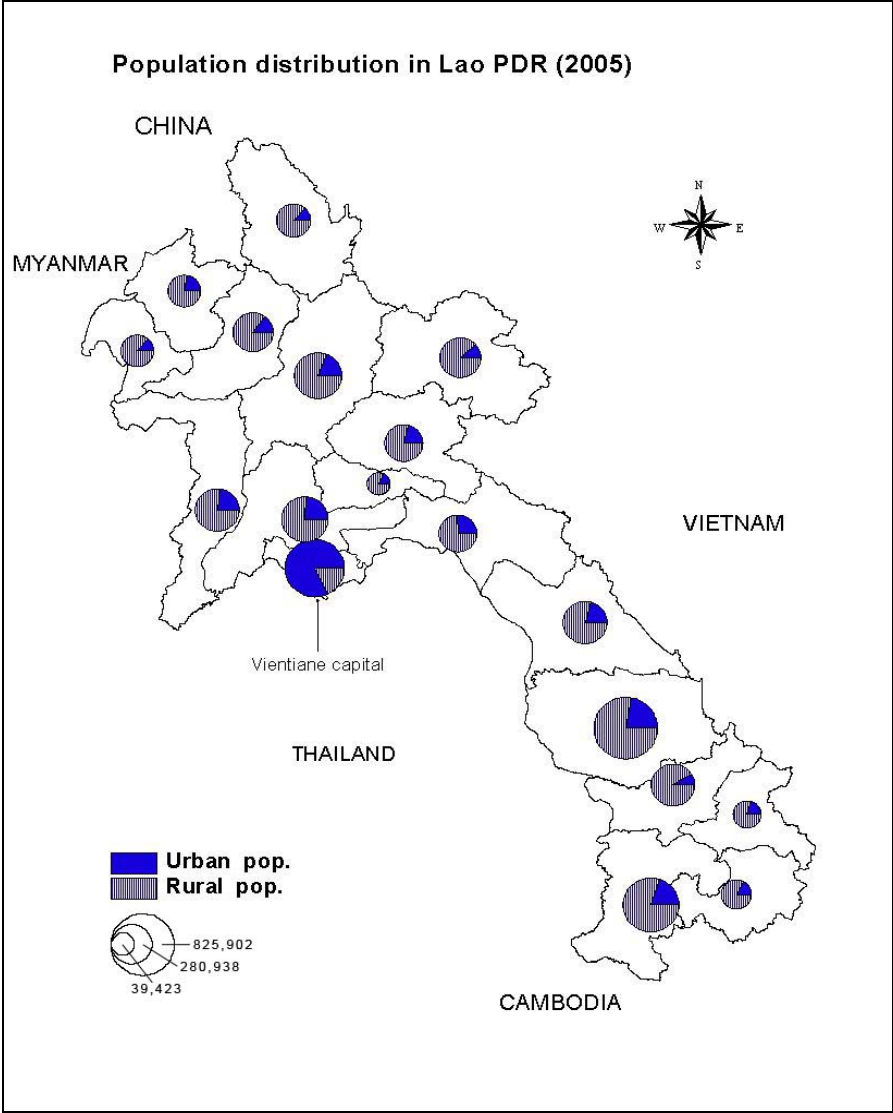 Population distribution in Lao PDR (2005)
CHINA
N
W E
S
MYANMAR
VIETNAM
Vientiane capital
THAILAND
Urban pop.
Rural pop.
825,902
280,938
39,423
CAMBODIA